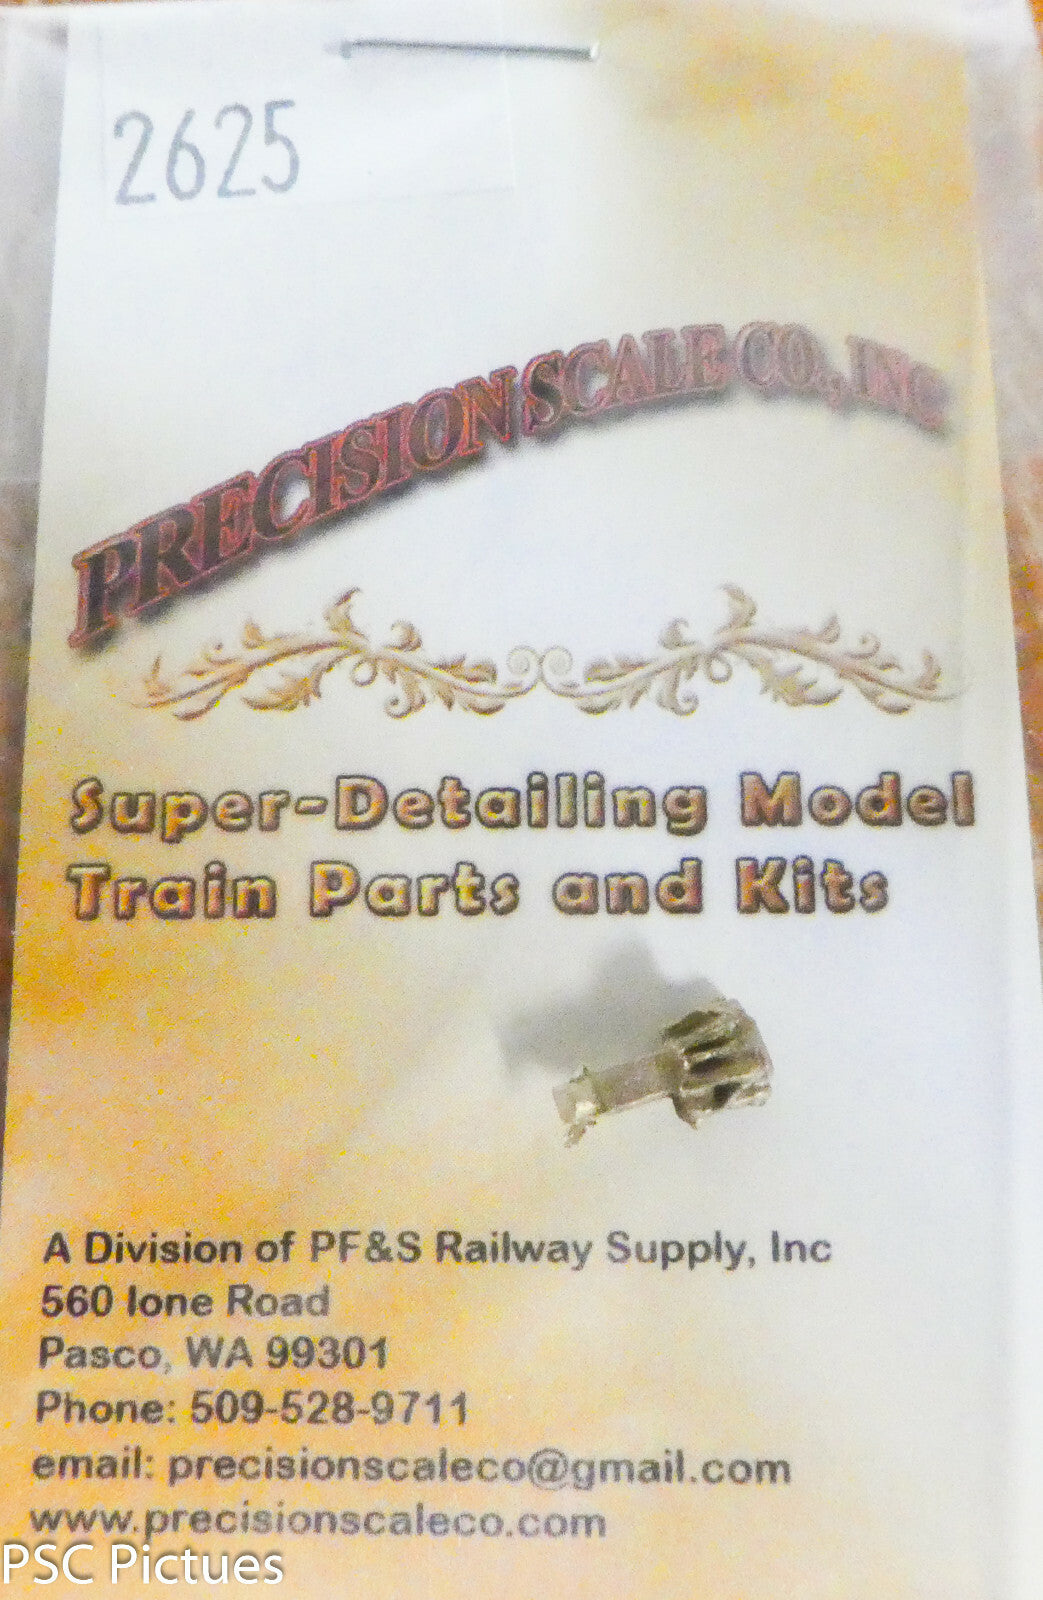 2625
PRECISION SCALE CO., INC
Super-Detailing Model
Train Parts and Kits
A Division of PF&S Railway Supply, Inc
560 Ione Road
Pasco, WA 99301
Phone: 509-528-9711
email: precisionscaleco@gmail.com
www.precisionscaleco.com
PSC Pictues